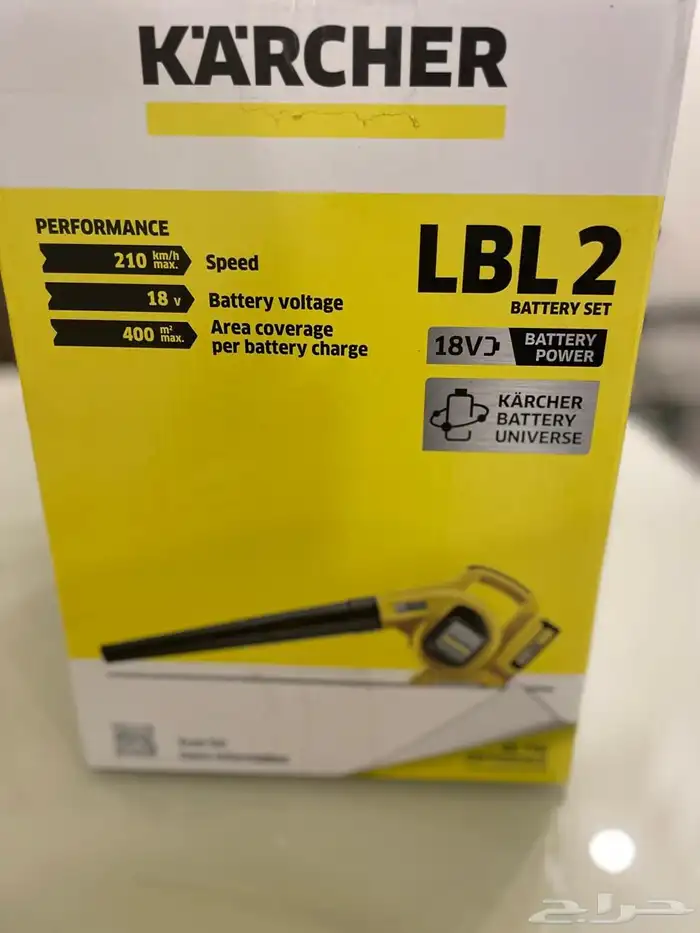 KÄRCHER
PERFORMANCE
210 km/h max. Speed
18 v Battery voltage
400 m² max. Area coverage
per battery charge
LBL 2
BATTERY SET
18V BATTERY
POWER
KÄRCHER
BATTERY
UNIVERSE
حراج